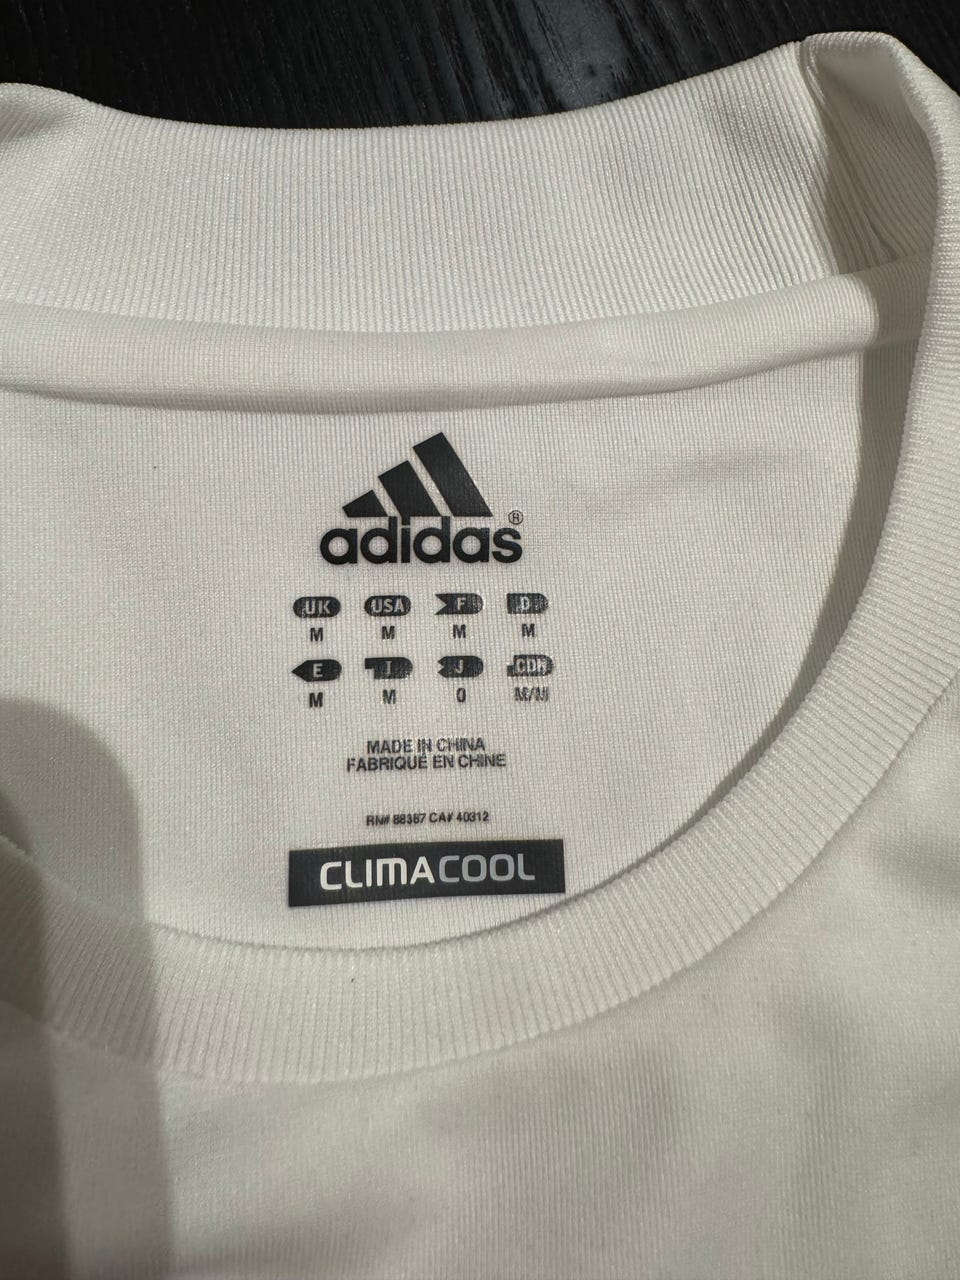 adidas®
UK USA F D
M M M M
E I J CDN
M M O M/M
MADE IN CHINA
FABRIQUÉ EN CHINE
RN# 88387 CA# 40312
CLIMACOOL